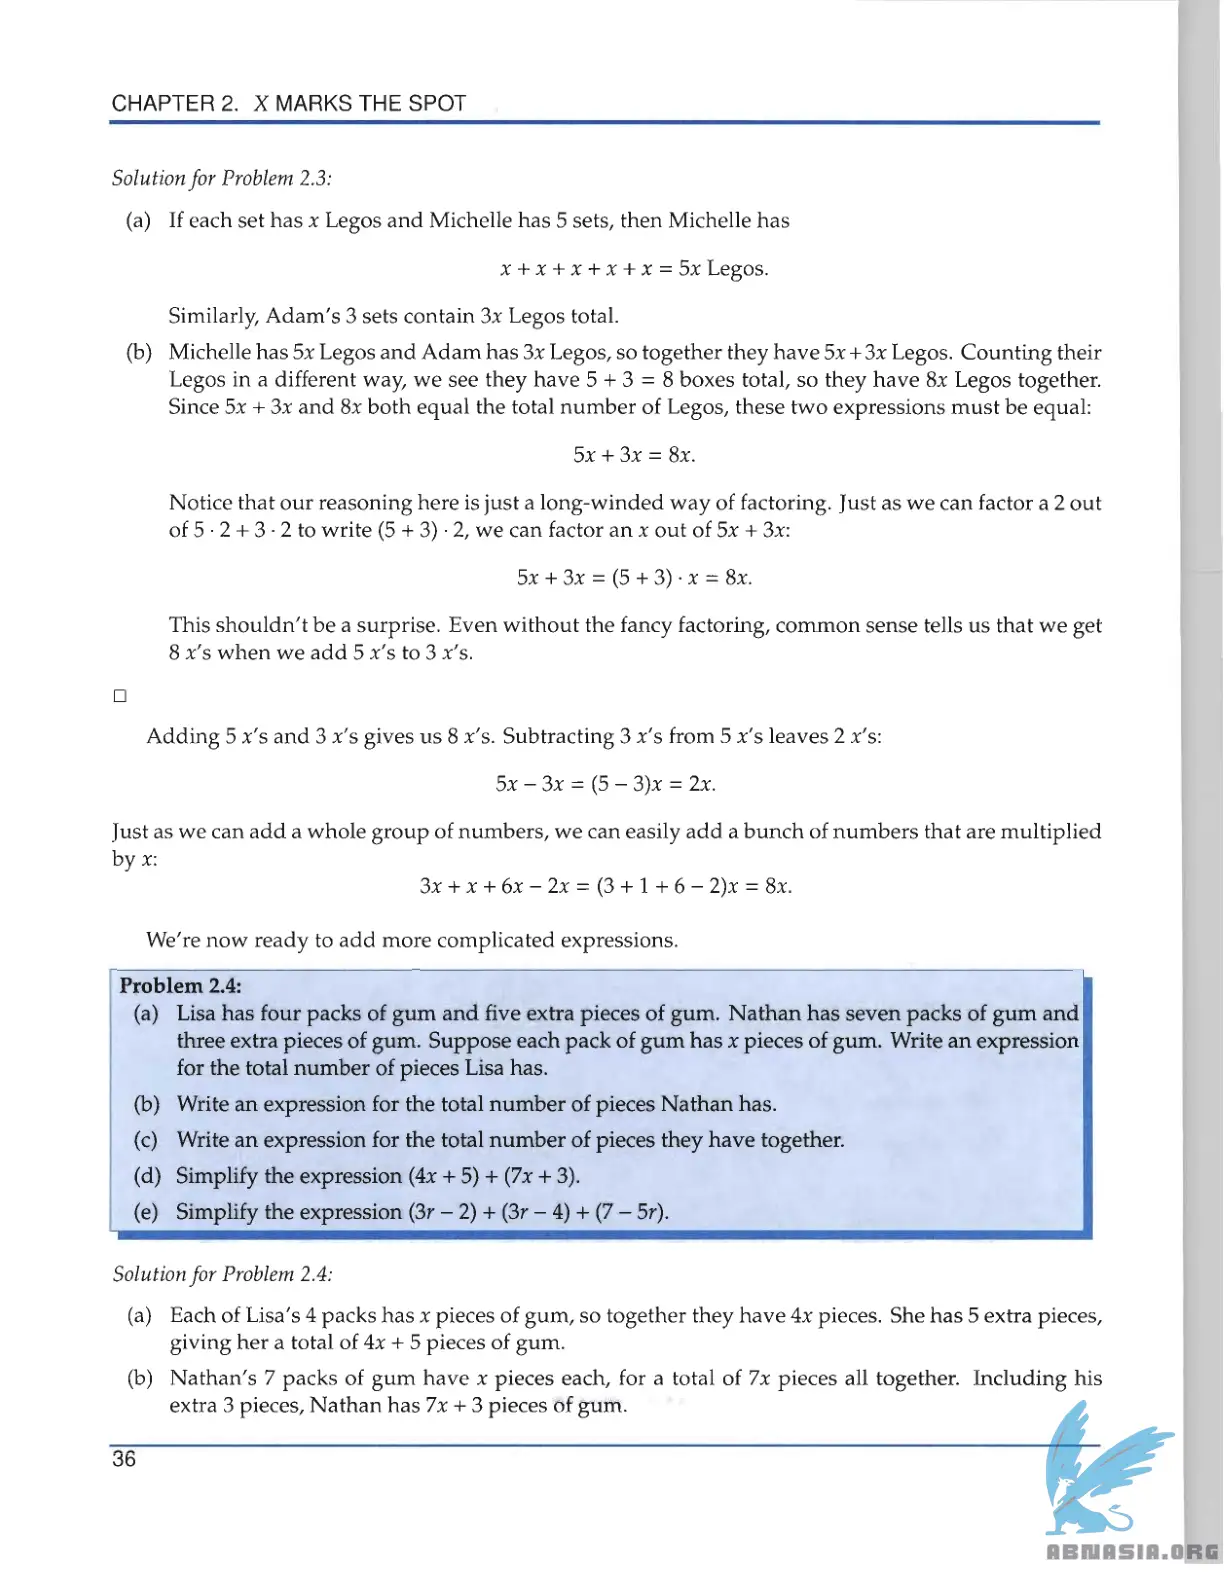 CHAPTER 2. X MARKS THE SPOT
Solution for Problem 2.3:
(a) If each set has x Legos and Michelle has 5 sets, then Michelle has
x + x + x + x + x = 5x Legos.
Similarly, Adam's 3 sets contain 3x Legos total.
(b) Michelle has 5x Legos and Adam has 3x Legos, so together they have 5x + 3x Legos. Counting their
Legos in a different way, we see they have 5 + 3 = 8 boxes total, so they have 8x Legos together.
Since 5x + 3x and 8x both equal the total number of Legos, these two expressions must be equal:
5x + 3x = 8x.
Notice that our reasoning here is just a long-winded way of factoring. Just as we can factor a 2 out
of 5 · 2 + 3 · 2 to write (5 + 3) · 2, we can factor an x out of 5x + 3x:
5x + 3x = (5 + 3) · x = 8x.
This shouldn't be a surprise. Even without the fancy factoring, common sense tells us that we get
8 x's when we add 5 x's to 3 x's.
□
Adding 5 x's and 3 x's gives us 8 x's. Subtracting 3 x's from 5 x's leaves 2 x's:
5x − 3x = (5 − 3)x = 2x.
Just as we can add a whole group of numbers, we can easily add a bunch of numbers that are multiplied
by x:
3x + x + 6x − 2x = (3 + 1 + 6 − 2)x = 8x.
We're now ready to add more complicated expressions.
Problem 2.4:
(a) Lisa has four packs of gum and five extra pieces of gum. Nathan has seven packs of gum and
three extra pieces of gum. Suppose each pack of gum has x pieces of gum. Write an expression
for the total number of pieces Lisa has.
(b) Write an expression for the total number of pieces Nathan has.
(c) Write an expression for the total number of pieces they have together.
(d) Simplify the expression (4x + 5) + (7x + 3).
(e) Simplify the expression (3r − 2) + (3r − 4) + (7 − 5r).
Solution for Problem 2.4:
(a) Each of Lisa's 4 packs has x pieces of gum, so together they have 4x pieces. She has 5 extra pieces,
giving her a total of 4x + 5 pieces of gum.
(b) Nathan's 7 packs of gum have x pieces each, for a total of 7x pieces all together. Including his
extra 3 pieces, Nathan has 7x + 3 pieces of gum.
36
ABNASIA.ORG